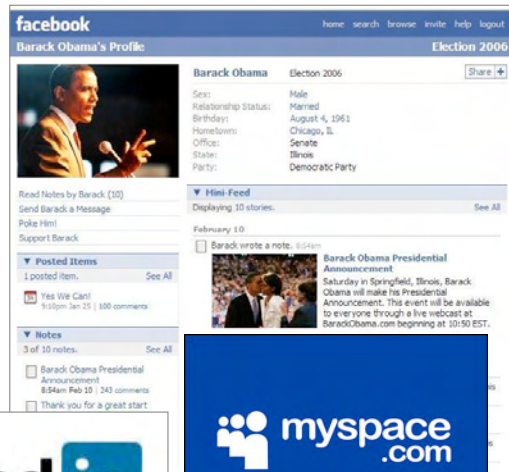 facebook
home search browse invite help logout
Barack Obama's Profile
Election 2006
Barack Obama
Election 2006
Share +
Sex: Male
Relationship Status: Married
Birthday: August 4, 1961
Hometown: Chicago, IL
Office: Senate
State: Illinois
Party: Democratic Party
Read Notes by Barack (10)
Send Barack a Message
Poke Him!
Support Barack
▼ Posted Items
1 posted item. See All
Yes We Can!
9:10pm Jan 25 | 100 comments
▼ Notes
3 of 10 notes. See All
Barack Obama Presidential
Announcement
8:54am Feb 10 | 243 comments
Thank you for a great start
▼ Mini-Feed
Displaying 10 stories. See All
February 10
Barack wrote a note. 8:54am
Barack Obama Presidential
Announcement
Saturday in Springfield, Illinois, Barack
Obama will make his Presidential
Announcement. This event will be available
to everyone through a live webcast at
BarackObama.com beginning at 10:50 EST.
myspace
.com